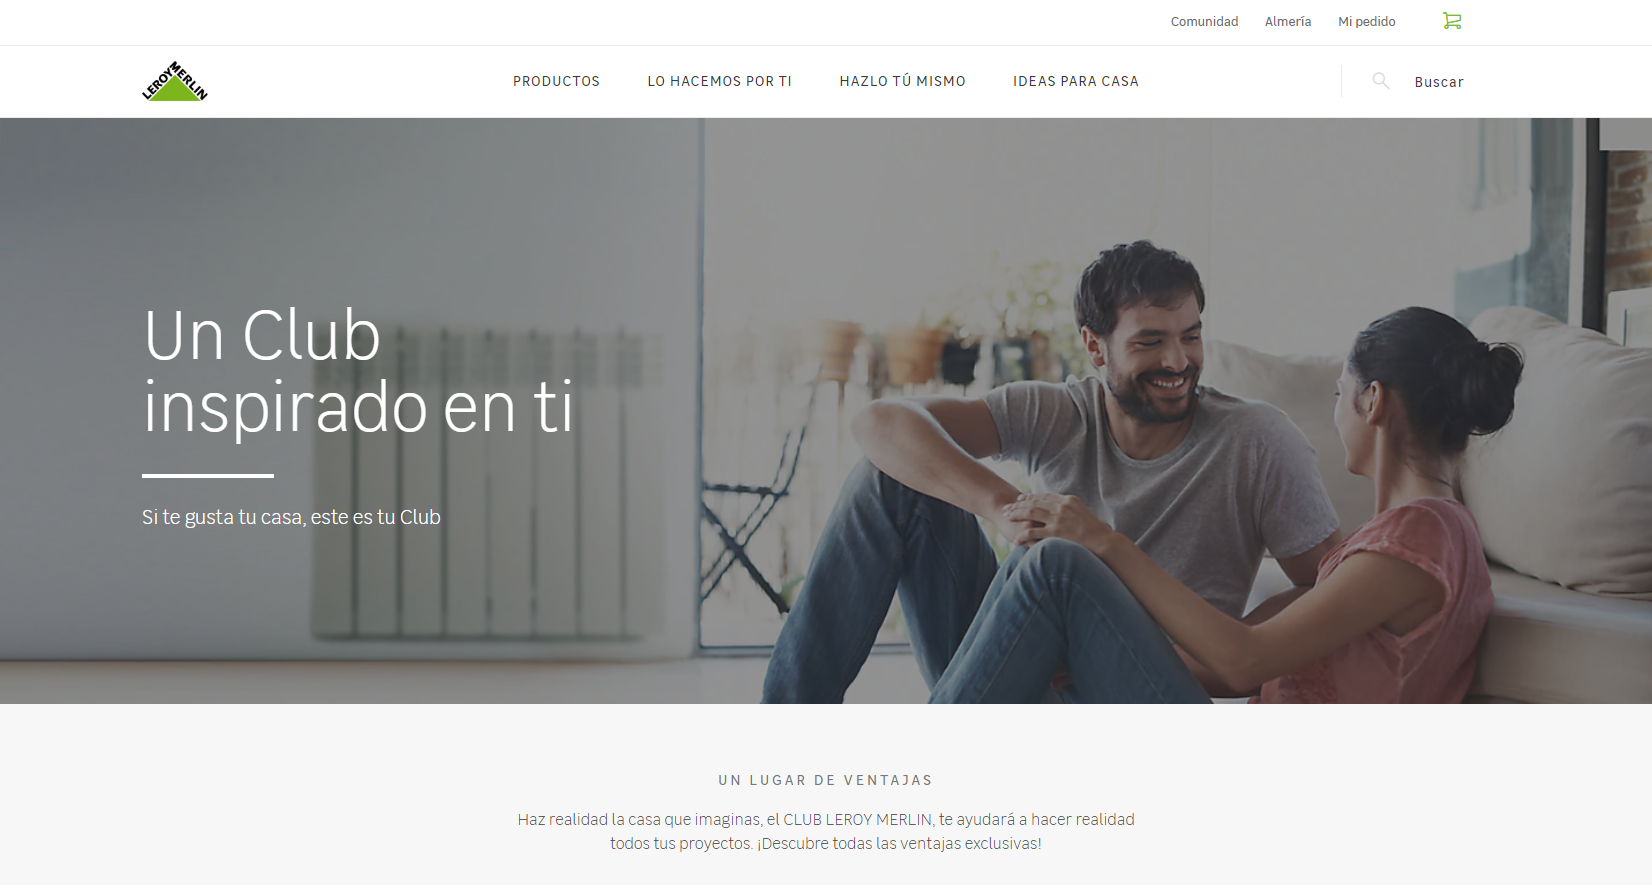 Comunidad Almería Mi pedido
LEROY MERLIN PRODUCTOS LO HACEMOS POR TI HAZLO TÚ MISMO IDEAS PARA CASA Buscar
Un Club
inspirado en ti
Si te gusta tu casa, este es tu Club
UN LUGAR DE VENTAJAS
Haz realidad la casa que imaginas, el CLUB LEROY MERLIN, te ayudará a hacer realidad
todos tus proyectos. ¡Descubre todas las ventajas exclusivas!